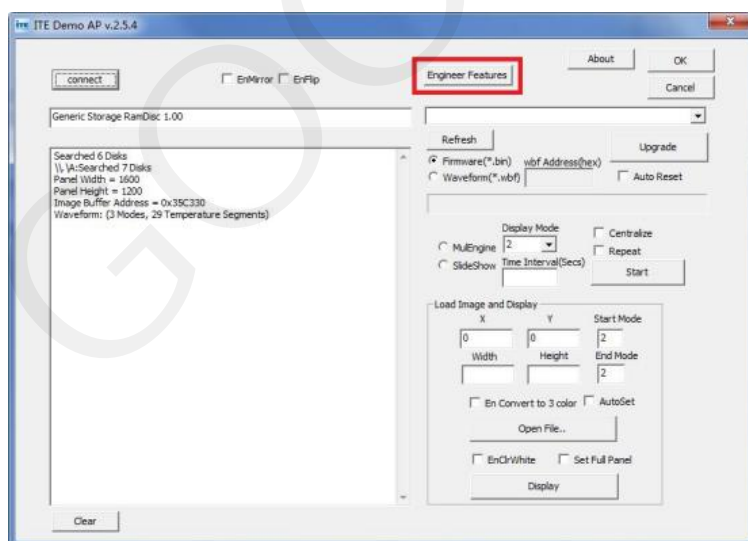 ITE Demo AP v.2.5.4
connect
EnMirror
EnFlip
Engineer Features
About
OK
Cancel
Generic Storage RamDisc 1.00
Searched 6 Disks
\\.\A:Searched 7 Disks
Panel Width = 1600
Panel Height = 1200
Image Buffer Address = 0x35C330
Waveform: (3 Modes, 29 Temperature Segments)
Clear
Refresh
Upgrade
Firmware(*.bin)
wbf Address(hex)
Waveform(*.wbf)
Auto Reset
Display Mode
MulEngine
2
Centralize
Repeat
SlideShow
Time Interval(Secs)
Start
Load Image and Display
X
Y
Start Mode
0
0
2
Width
Height
End Mode
2
En Convert to 3 color
AutoSet
Open File..
EnClrWhite
Set Full Panel
Display